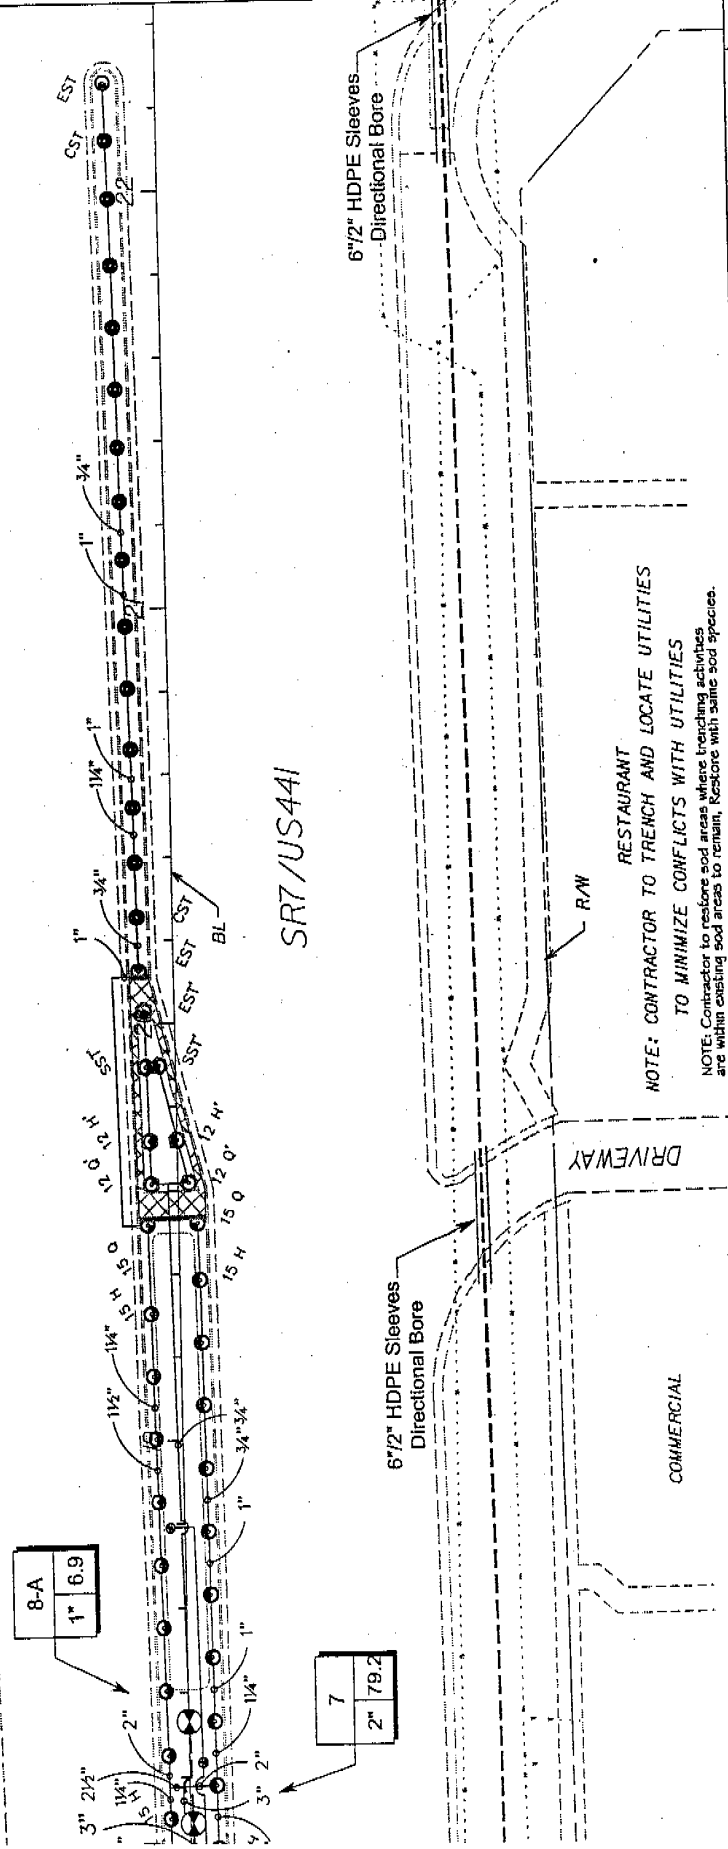 EST
CST
22
6"/2" HDPE Sleeves
Directional Bore
3/4"
1"
21
1"
1¼"
3/4"
1"
CST
EST
BL
EST
SST
SST
SR7/US441
12 H'
12 Q'
12 H'
12 Q'
15 Q
15 H
15 Q
15 H
1¼"
1½"
3/4"
3/4"
1"
1"
1¼"
8-A
1" 6.9
7
2" 79.2
2"
2½"
1¼"
15 H
3"
2"
3"
6"/2" HDPE Sleeves
Directional Bore
R/W
DRIVEWAY
COMMERCIAL
RESTAURANT
NOTE: CONTRACTOR TO TRENCH AND LOCATE UTILITIES
TO MINIMIZE CONFLICTS WITH UTILITIES
NOTE: Contractor to restore sod areas where trenching activities
are within existing sod areas to remain. Restore with same sod species.